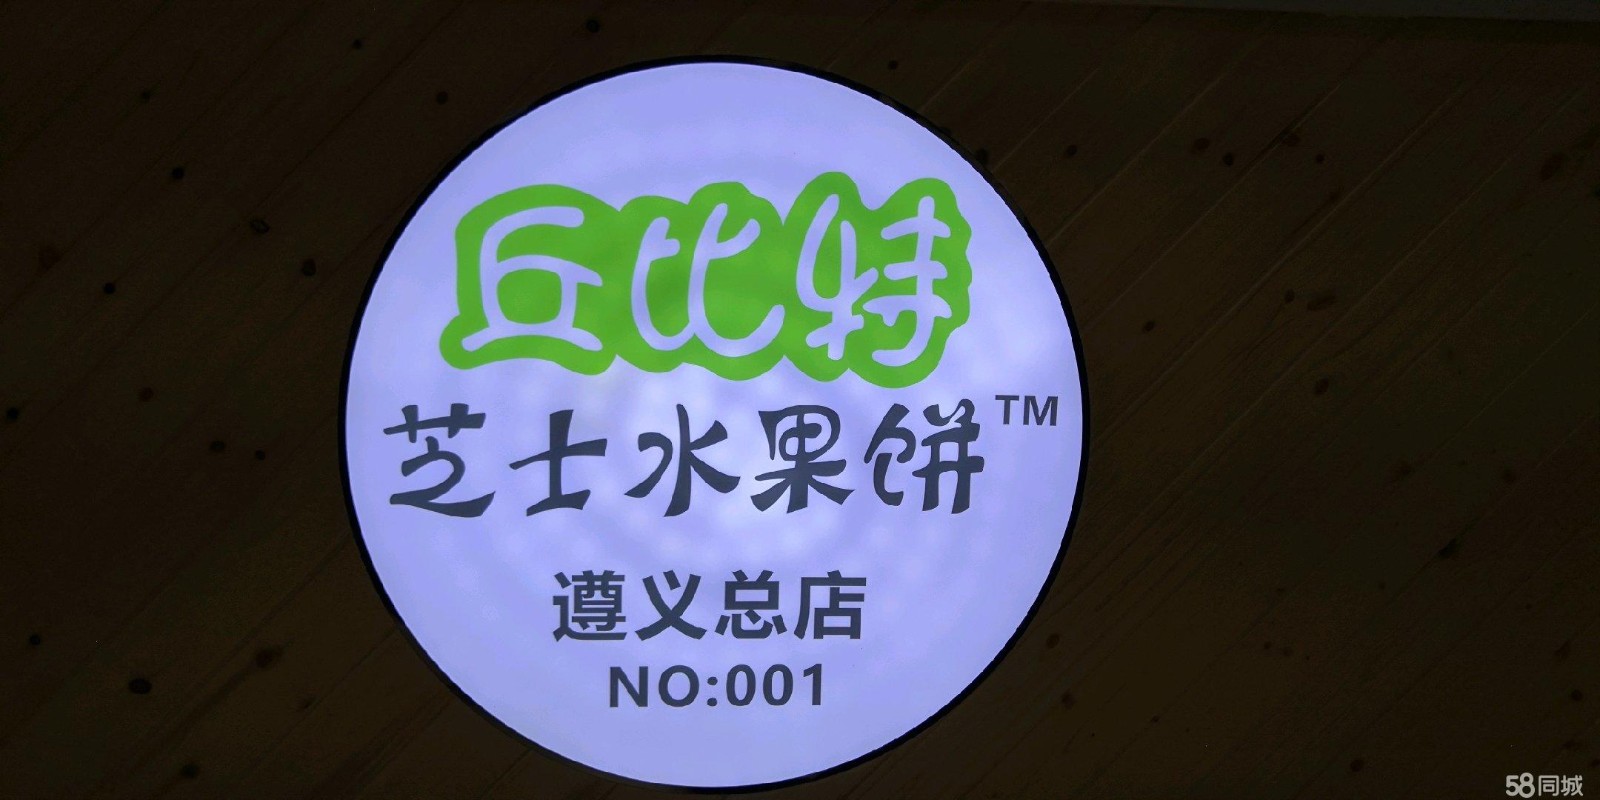 丘比特
芝士水果饼™
遵义总店
NO:001
58同城